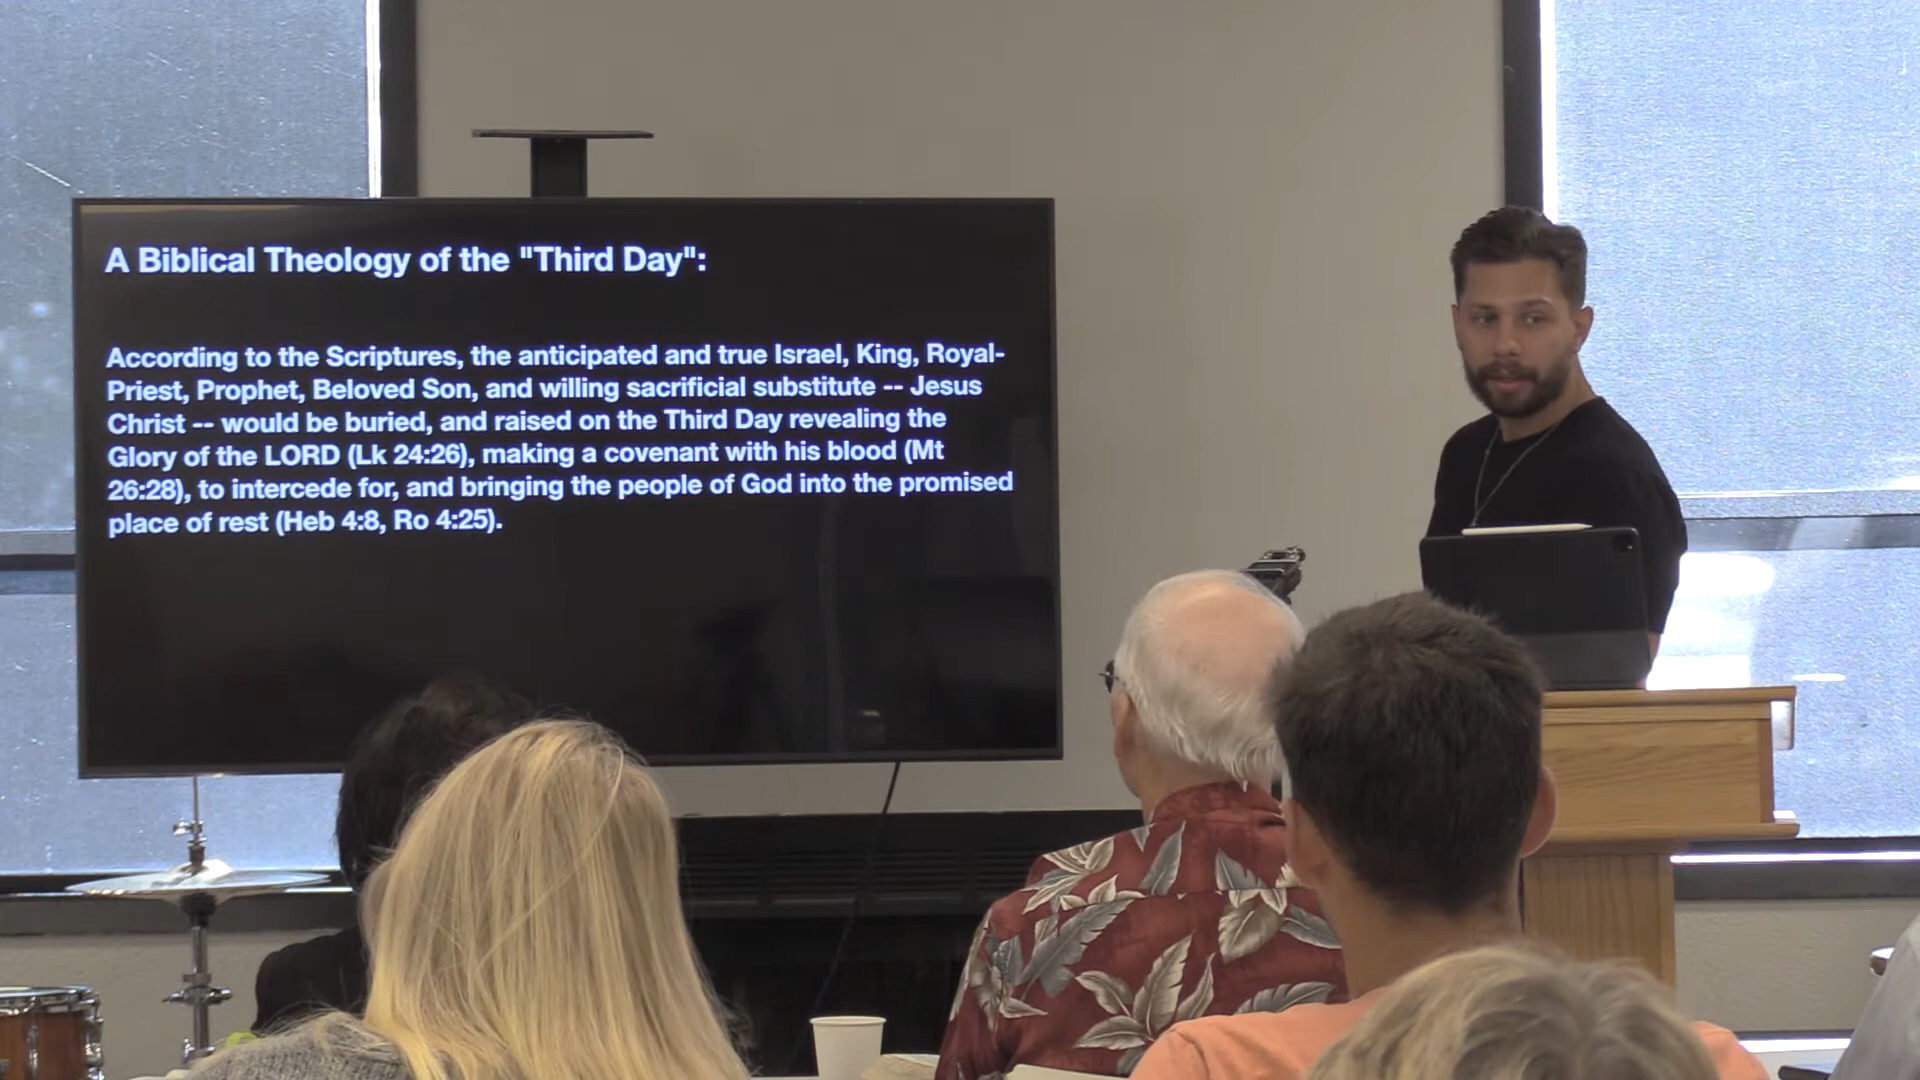 A Biblical Theology of the "Third Day":
According to the Scriptures, the anticipated and true Israel, King, Royal-
Priest, Prophet, Beloved Son, and willing sacrificial substitute -- Jesus
Christ -- would be buried, and raised on the Third Day revealing the
Glory of the LORD (Lk 24:26), making a covenant with his blood (Mt
26:28), to intercede for, and bringing the people of God into the promised
place of rest (Heb 4:8, Ro 4:25).